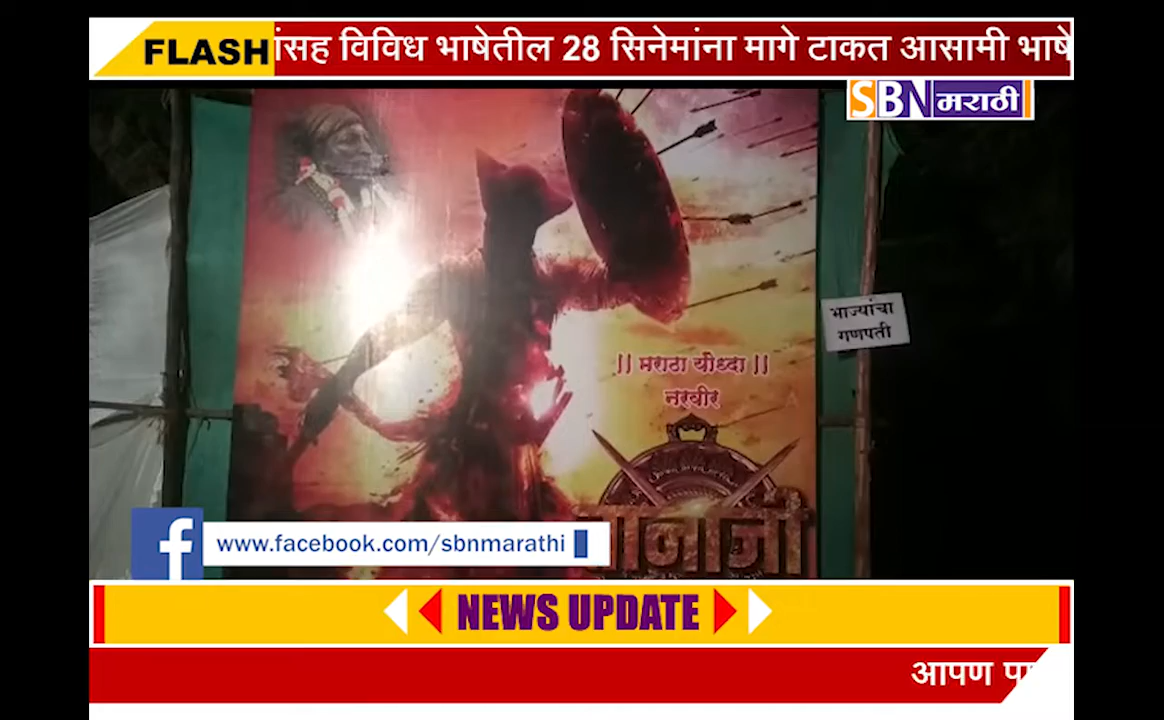 FLASH ंसह विविध भाषेतील 28 सिनेमांना मागे टाकत आसामी भाषे
SBN मराठी
भाज्यांचा
गणपती
|| मराठा योध्दा ||
नरवीर
तानाजी
www.facebook.com/sbnmarathi
NEWS UPDATE
आपण